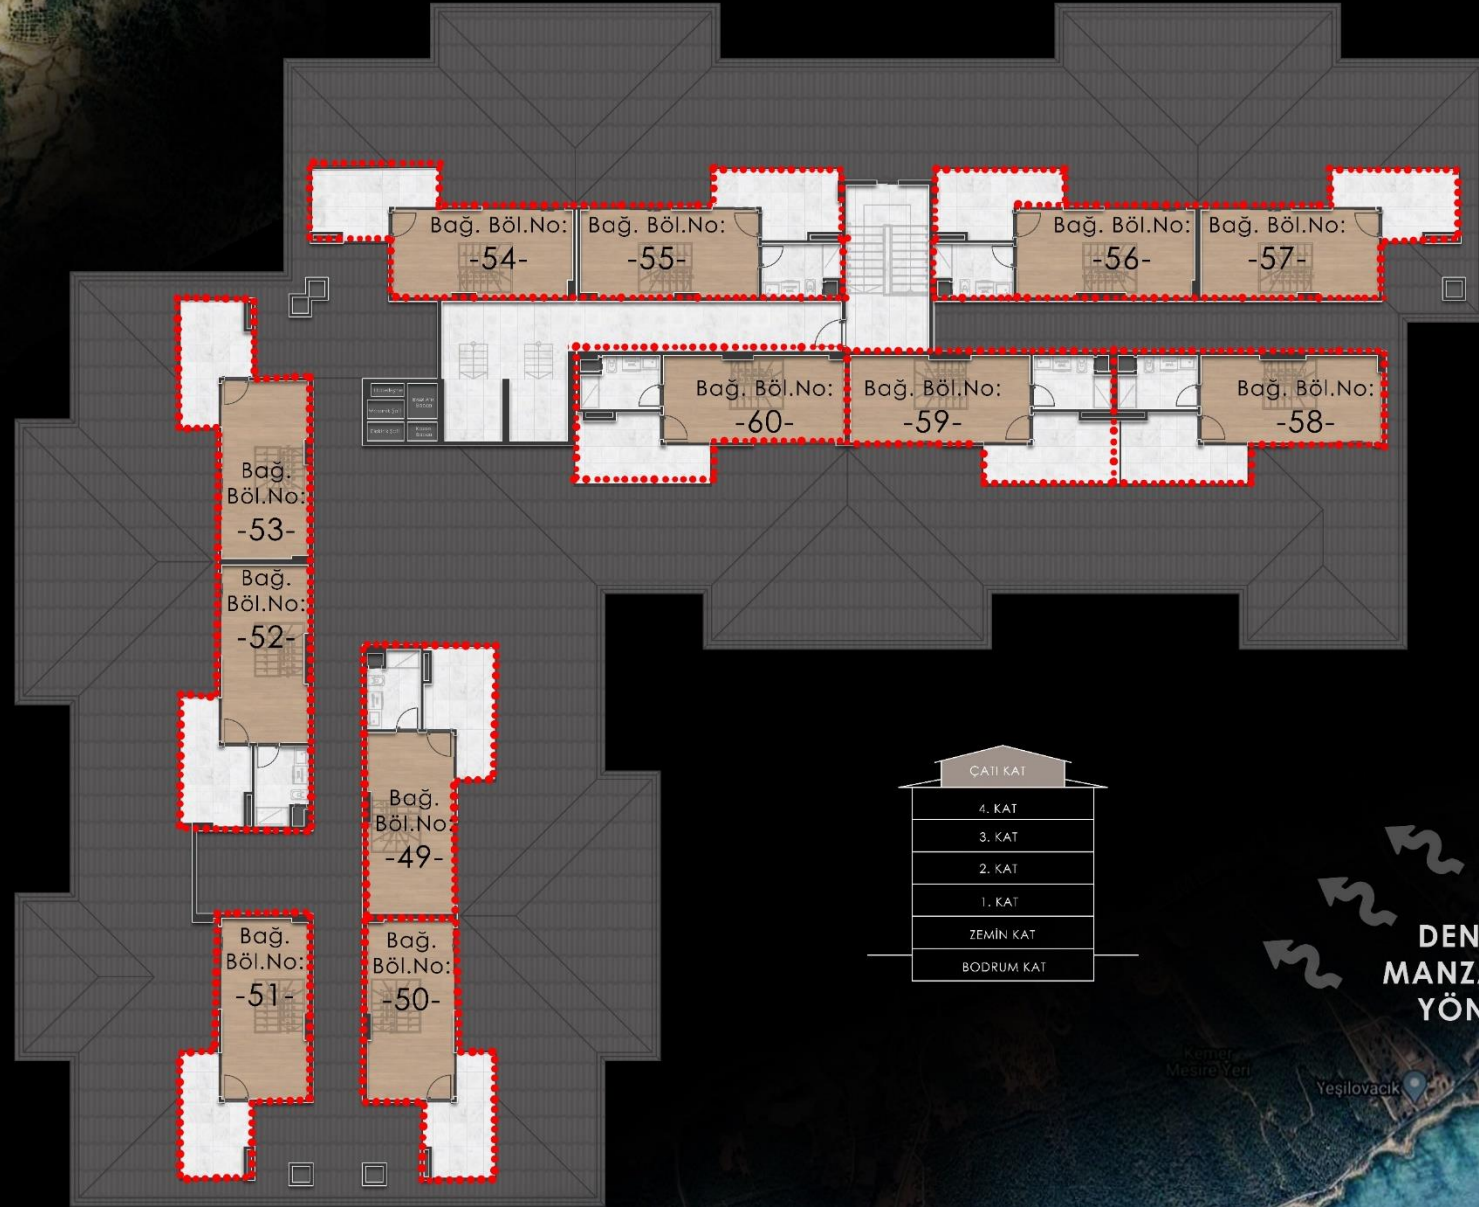 Bağ. Böl.No:
-54-
Bağ. Böl.No:
-55-
Bağ. Böl.No:
-56-
Bağ. Böl.No:
-57-
Bağ. Böl.No:
-60-
Bağ. Böl.No:
-59-
Bağ. Böl.No:
-58-
Bağ.
Böl.No:
-53-
Bağ.
Böl.No:
-52-
Bağ.
Böl.No:
-49-
Bağ.
Böl.No:
-51-
Bağ.
Böl.No:
-50-
ÇATI KAT
4. KAT
3. KAT
2. KAT
1. KAT
ZEMİN KAT
BODRUM KAT
DEN
MANZA
YÖN
Mesire Yeri
Yeşilovacık